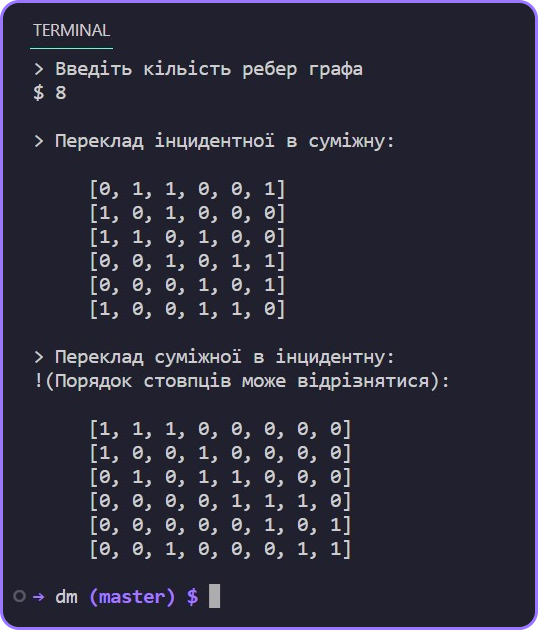 TERMINAL
> Введіть кільість ребер графа
$ 8
> Переклад інцидентної в суміжну:
[0, 1, 1, 0, 0, 1]
[1, 0, 1, 0, 0, 0]
[1, 1, 0, 1, 0, 0]
[0, 0, 1, 0, 1, 1]
[0, 0, 0, 1, 0, 1]
[1, 0, 0, 1, 1, 0]
> Переклад суміжної в інцидентну:
!(Порядок стовпців може відрізнятися):
[1, 1, 1, 0, 0, 0, 0, 0]
[1, 0, 0, 1, 0, 0, 0, 0]
[0, 1, 0, 1, 1, 0, 0, 0]
[0, 0, 0, 0, 1, 1, 1, 0]
[0, 0, 0, 0, 0, 1, 0, 1]
[0, 0, 1, 0, 0, 0, 1, 1]
→ dm (master) $